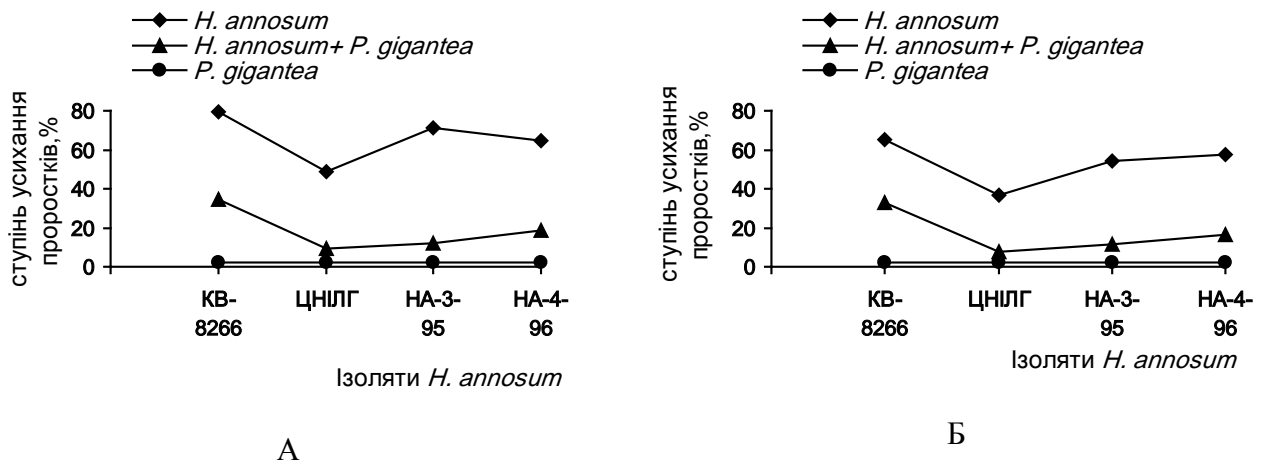 H. annosum
H. annosum+ P. gigantea
P. gigantea
ступінь усихання
проростків,%
80
60
40
20
0
КВ-
8266
ЦНІЛГ
НА-3-
95
НА-4-
96
Ізоляти H. annosum
А
H. annosum
H. annosum+ P. gigantea
P. gigantea
ступінь усихання
проростків,%
80
60
40
20
0
КВ-
8266
ЦНІЛГ
НА-3-
95
НА-4-
96
Ізоляти H. annosum
Б